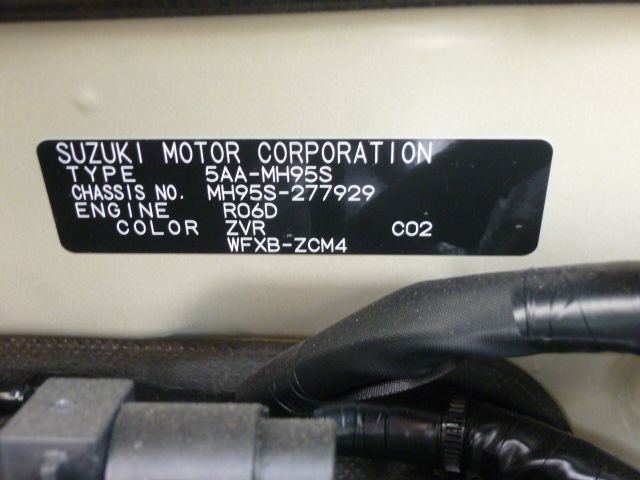 SUZUKI MOTOR CORPORATION
TYPE 5AA-MH95S
CHASSIS NO. MH95S-277929
ENGINE R06D
COLOR ZVR C02
WFXB-ZCM4